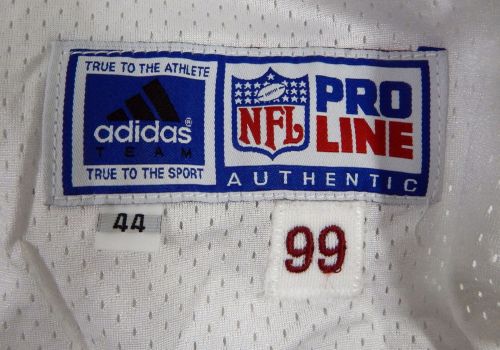 TRUE TO THE ATHLETE
adidas®
TEAM
TRUE TO THE SPORT
NFL
PRO
LINE
AUTHENTIC
44
99